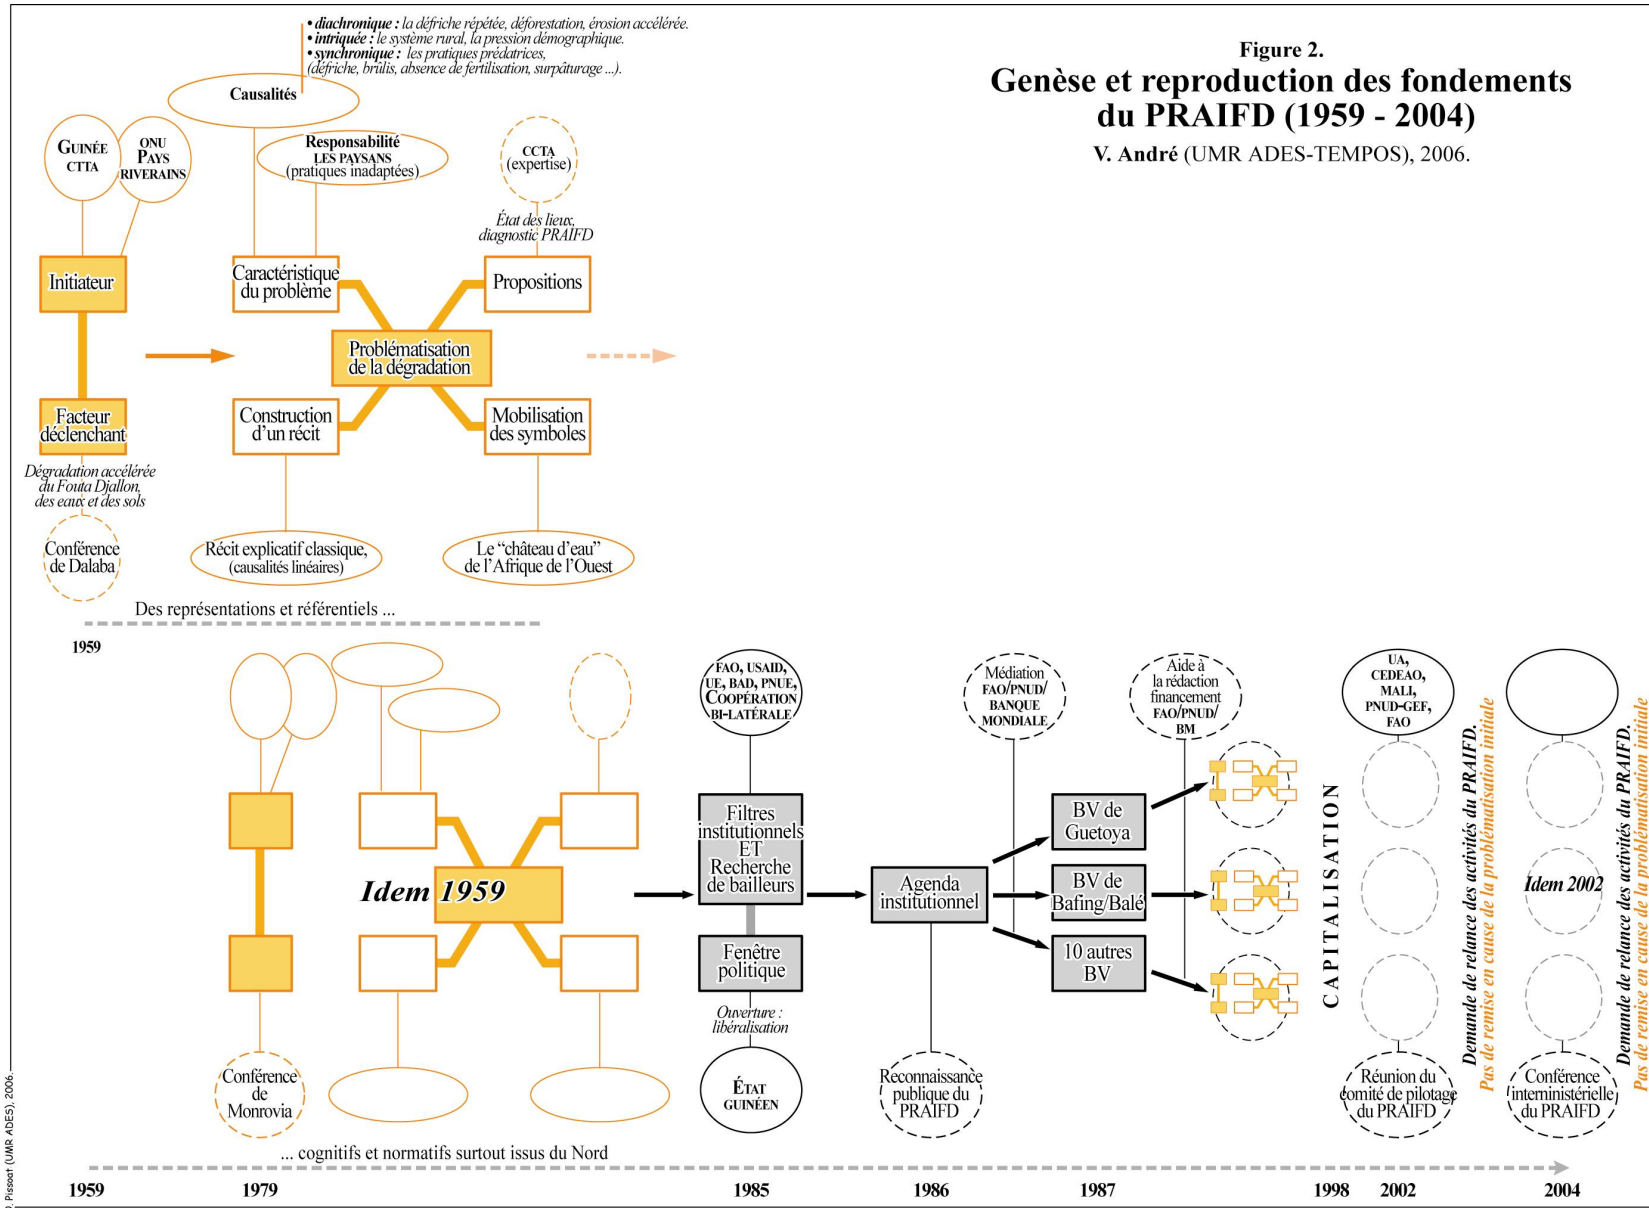 Figure 2.
Genèse et reproduction des fondements
du PRAIFD (1959 - 2004)
V. André (UMR ADES-TEMPOS), 2006.
• diachronique : la défriche répétée, déforestation, érosion accélérée.
• intriquée : le système rural, la pression démographique.
• synchronique : les pratiques prédatrices,
(défriche, brûlis, absence de fertilisation, surpâturage ...).
Causalités
GUINÉE
CTTA
ONU
PAYS
RIVERAINS
Responsabilité
LES PAYSANS
(pratiques inadaptées)
CCTA
(expertise)
État des lieux,
diagnostic PRAIFD
Initiateur
Caractéristique
du problème
Propositions
Problématisation
de la dégradation
Facteur
déclenchant
Construction
d'un récit
Mobilisation
des symboles
Dégradation accélérée
du Fouta Djallon,
des eaux et des sols
Conférence
de Dalaba
Récit explicatif classique,
(causalités linéaires)
Le “château d’eau”
de l’Afrique de l’Ouest
Des représentations et référentiels ...
1959
FAO, USAID,
UE, BAD, PNUE,
COOPÉRATION
BI-LATÉRALE
Médiation
FAO/PNUD/
BANQUE
MONDIALE
Aide à
la rédaction
financement
FAO/PNUD/
BM
UA,
CEDEAO,
MALI,
PNUD-GEF,
FAO
Filtres
institutionnels
ET
Recherche
de bailleurs
BV de
Guetoya
Idem 1959
Agenda
institutionnel
BV de
Bafing/Balé
Idem 2002
Fenêtre
politique
10 autres
BV
CAPITALISATION
Demande de relance des activités du PRAIFD.
Pas de remise en cause de la problématisation initiale
Demande de relance des activités du PRAIFD.
Pas de remise en cause de la problématisation initiale
Ouverture :
libéralisation
Conférence
de
Monrovia
ÉTAT
GUINÉEN
Reconnaissance
publique du
PRAIFD
Réunion du
comité de pilotage
du PRAIFD
Conférence
interministérielle
du PRAIFD
... cognitifs et normatifs surtout issus du Nord
1959
1979
1985
1986
1987
1998
2002
2004
Pissoat (UMR ADES), 2006.